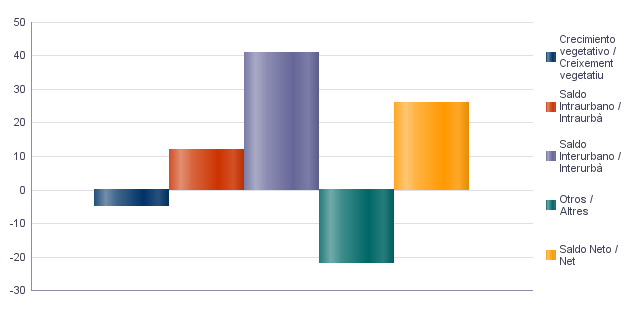 50
40
30
20
10
0
-10
-20
-30
Crecimiento
vegetativo /
Creixement
vegetatiu
Saldo
Intraurbano /
Intraurbà
Saldo
Interurbano /
Interurbà
Otros /
Altres
Saldo Neto /
Net